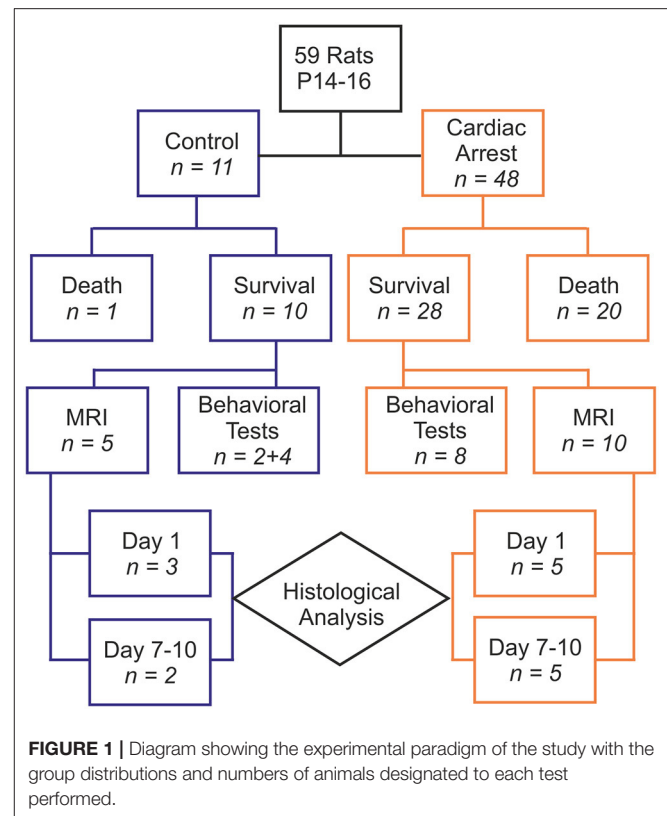 59 Rats
P14-16
Control
n = 11
Cardiac
Arrest
n = 48
Death
n = 1
Survival
n = 10
Survival
n = 28
Death
n = 20
MRI
n = 5
Behavioral
Tests
n = 2+4
Behavioral
Tests
n = 8
MRI
n = 10
Day 1
n = 3
Histological
Analysis
Day 1
n = 5
Day 7-10
n = 2
Day 7-10
n = 5
FIGURE 1 | Diagram showing the experimental paradigm of the study with the
group distributions and numbers of animals designated to each test
performed.